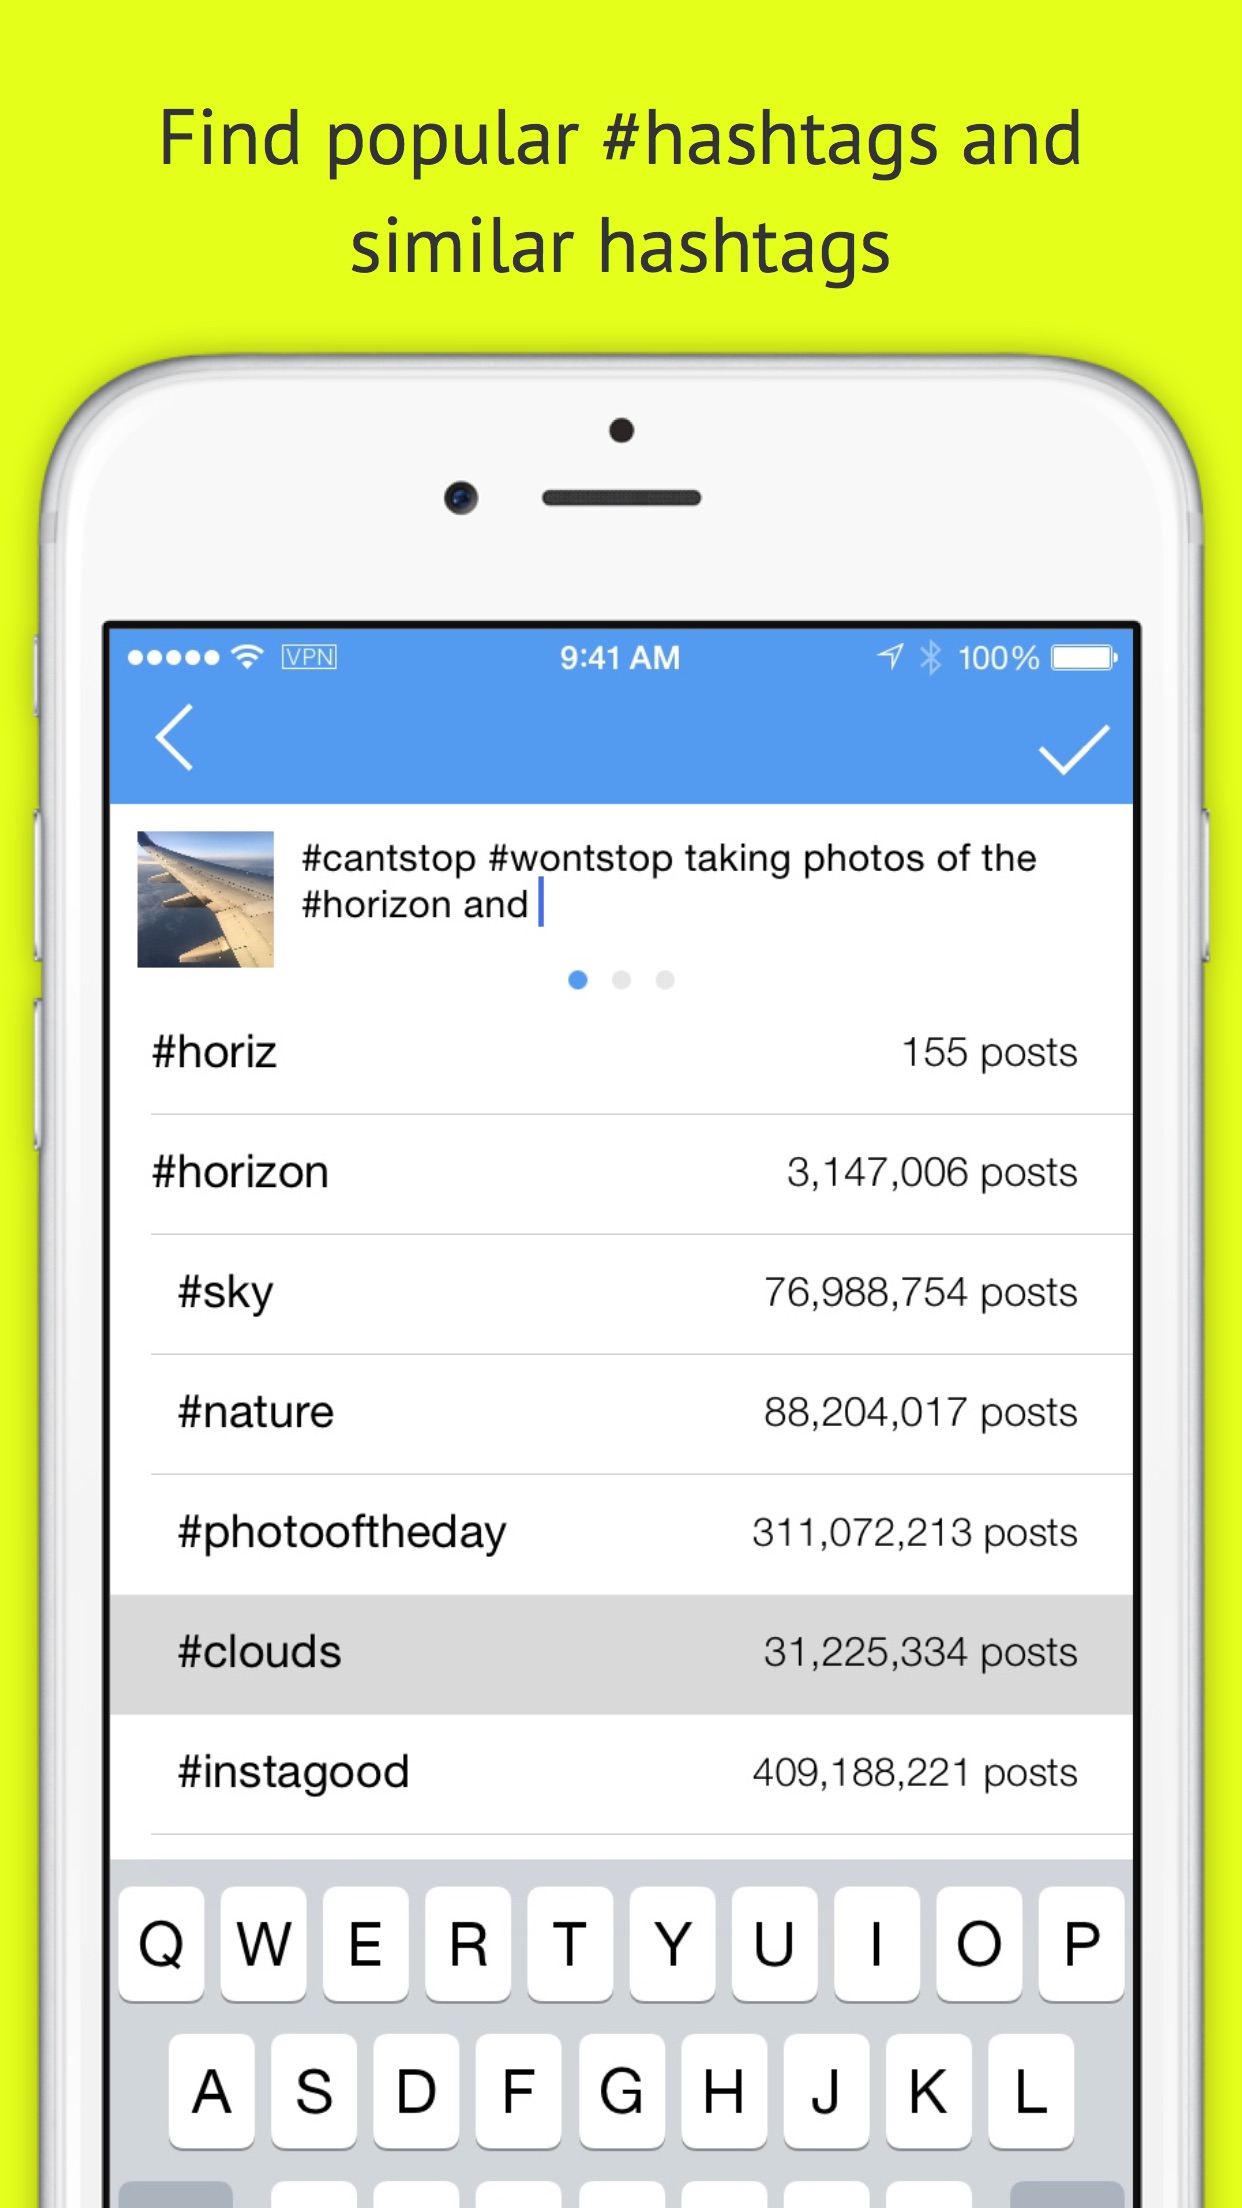 Find popular #hashtags and
similar hashtags
VPN 9:41 AM 100%
#cantstop #wontstop taking photos of the
#horizon and
#horiz 155 posts
#horizon 3,147,006 posts
#sky 76,988,754 posts
#nature 88,204,017 posts
#photooftheday 311,072,213 posts
#clouds 31,225,334 posts
#instagood 409,188,221 posts
Q W E R T Y U I O P
A S D F G H J K L